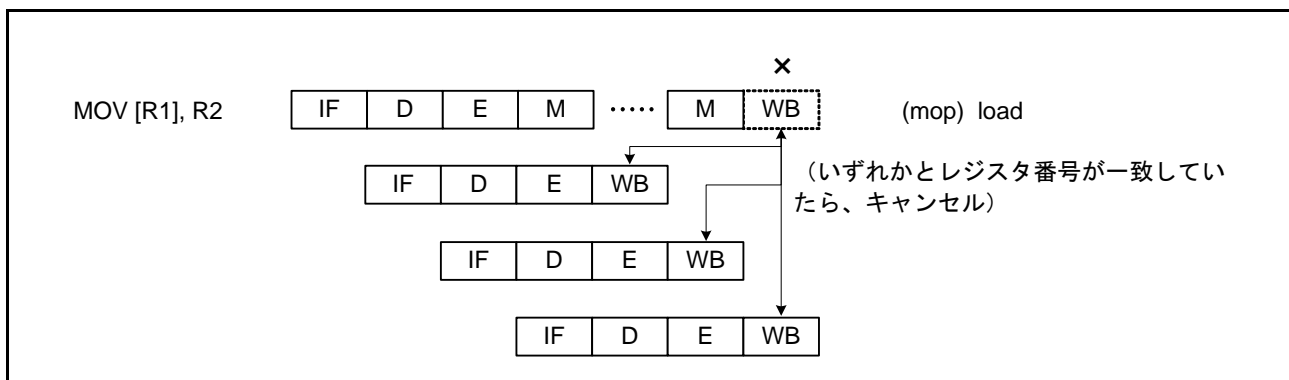 ×
MOV [R1], R2 IF D E M ····· M WB (mop) load
（いずれかとレジスタ番号が一致してい
たら、キャンセル）
IF D E WB
IF D E WB
IF D E WB